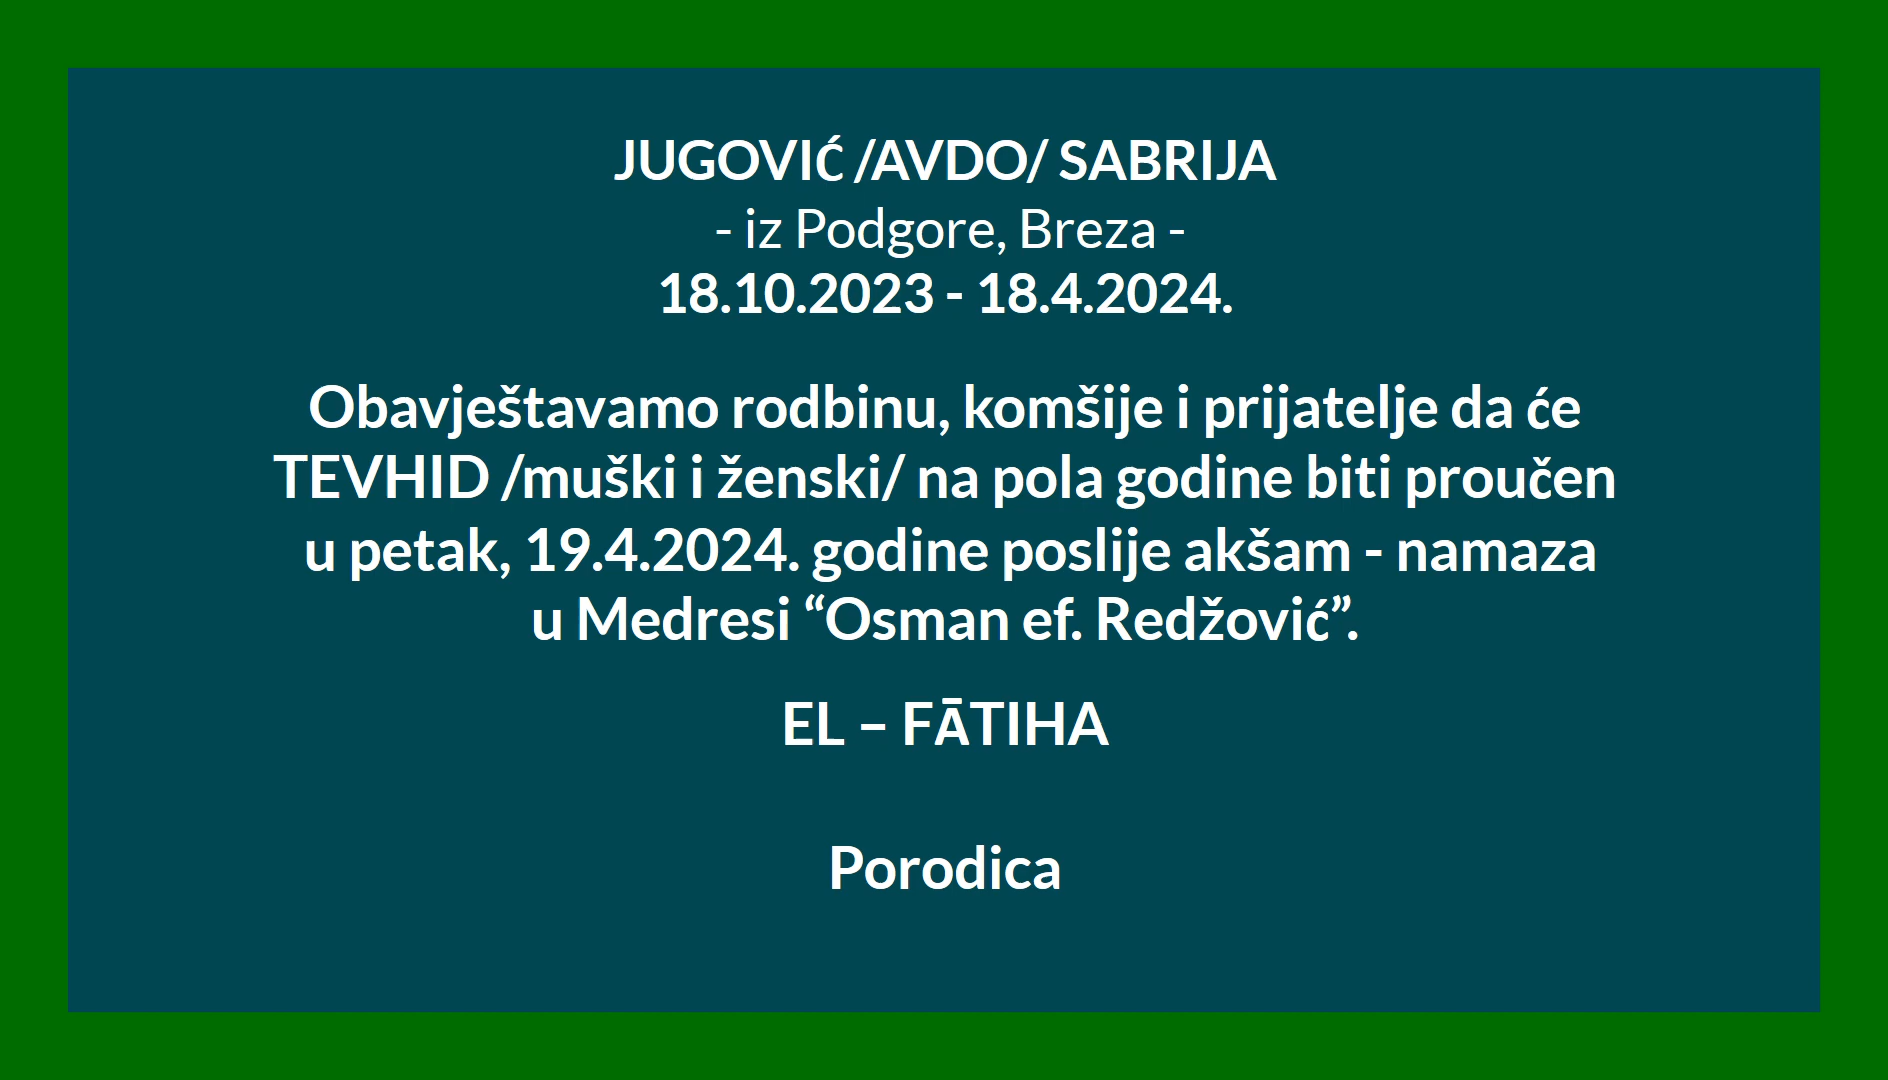 JUGOVIĆ /AVDO/ SABRIJA
- iz Podgore, Breza -
18.10.2023 - 18.4.2024.
Obavještavamo rodbinu, komšije i prijatelje da će
TEVHID /muški i ženski/ na pola godine biti proučen
u petak, 19.4.2024. godine poslije akšam - namaza
u Medresi “Osman ef. Redžović”.
EL – FĀTIHA
Porodica